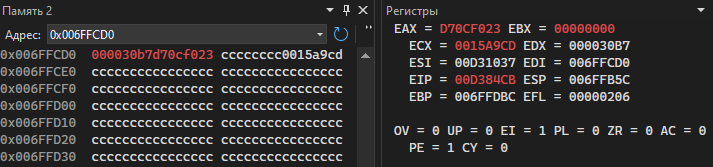 Память 2
Адрес: 0x006FFCD0
0x006FFCD0 000030b7d70cf023 cccccccc0015a9cd
0x006FFCE0 cccccccccccccccc cccccccccccccccc
0x006FFCF0 cccccccccccccccc cccccccccccccccc
0x006FFD00 cccccccccccccccc cccccccccccccccc
0x006FFD10 cccccccccccccccc cccccccccccccccc
0x006FFD20 cccccccccccccccc cccccccccccccccc
0x006FFD30 cccccccccccccccc cccccccccccccccc
Регистры
EAX = D70CF023 EBX = 00000000
ECX = 0015A9CD EDX = 000030B7
ESI = 00D31037 EDI = 006FFCD0
EIP = 00D384CB ESP = 006FFB5C
EBP = 006FFDBC EFL = 00000206
OV = 0 UP = 0 EI = 1 PL = 0 ZR = 0 AC = 0
PE = 1 CY = 0